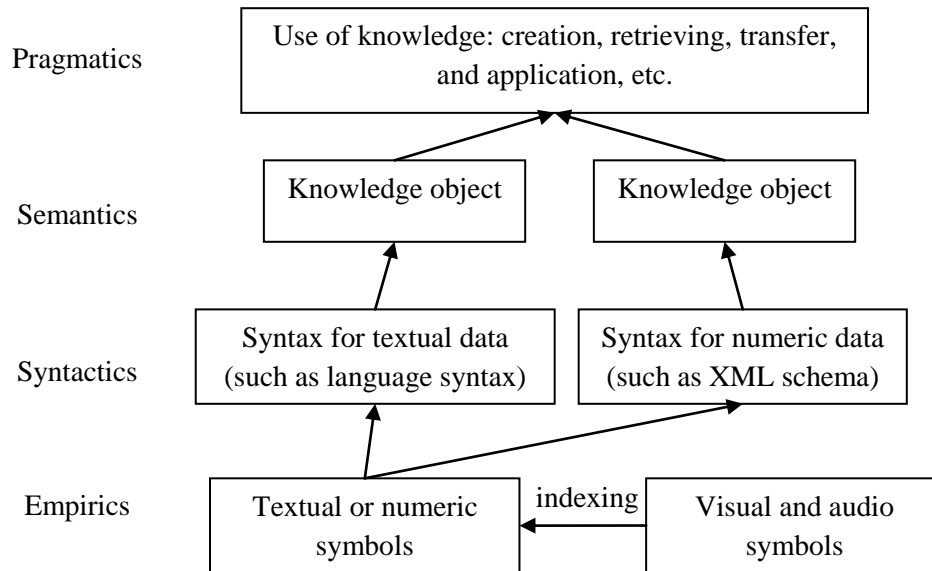 Pragmatics
Use of knowledge: creation, retrieving, transfer,
and application, etc.
Semantics
Knowledge object
Knowledge object
Syntactics
Syntax for textual data
(such as language syntax)
Syntax for numeric data
(such as XML schema)
Empirics
Textual or numeric
symbols
indexing
Visual and audio
symbols